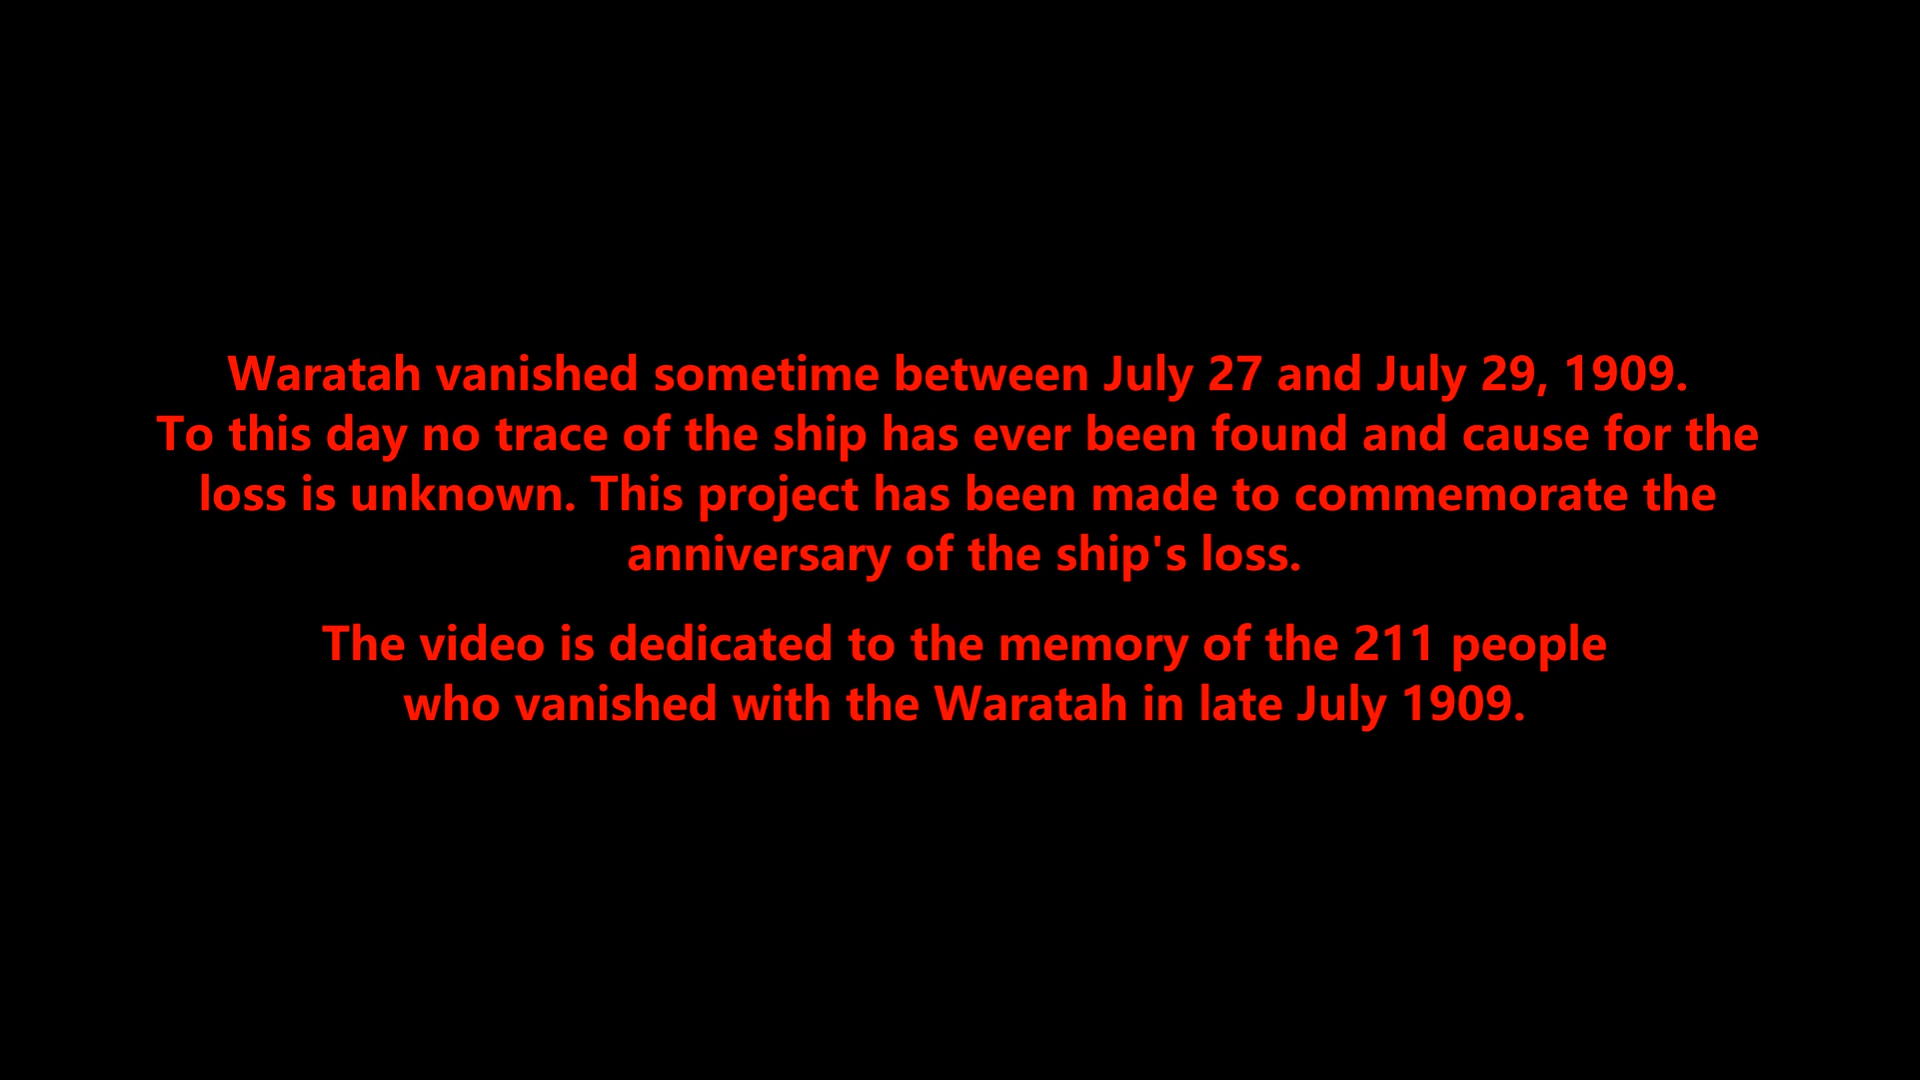 Waratah vanished sometime between July 27 and July 29, 1909.
To this day no trace of the ship has ever been found and cause for the
loss is unknown. This project has been made to commemorate the
anniversary of the ship's loss.
The video is dedicated to the memory of the 211 people
who vanished with the Waratah in late July 1909.